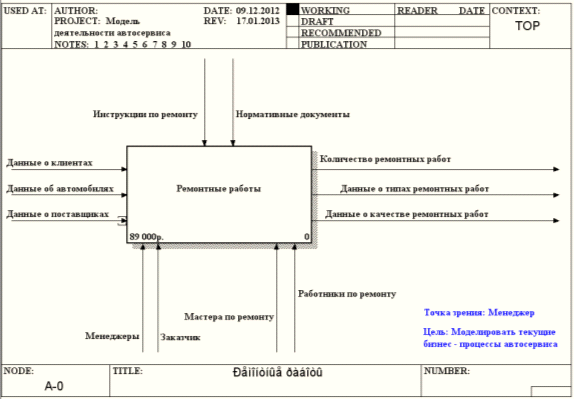 USED AT:
AUTHOR:
DATE: 09.12.2012
PROJECT: Модель
деятельности автосервиса
REV: 17.01.2013
NOTES: 1 2 3 4 5 6 7 8 9 10
WORKING
DRAFT
RECOMMENDED
PUBLICATION
READER
DATE
CONTEXT:
TOP
Инструкции по ремонту
Нормативные документы
Данные о клиентах
Данные об автомобилях
Данные о поставщиках
Ремонтные работы
89 000р.
0
Количество ремонтных работ
Данные о типах ремонтных работ
Данные о качестве ремонтных работ
Работники по ремонту
Мастера по ремонту
Менеджеры
Заказчик
Точка зрения: Менеджер
Цель: Моделировать текущие
бизнес - процессы автосервиса
NODE:
A-0
TITLE:
Ðåìîíòíûå ðàáîòû
NUMBER: